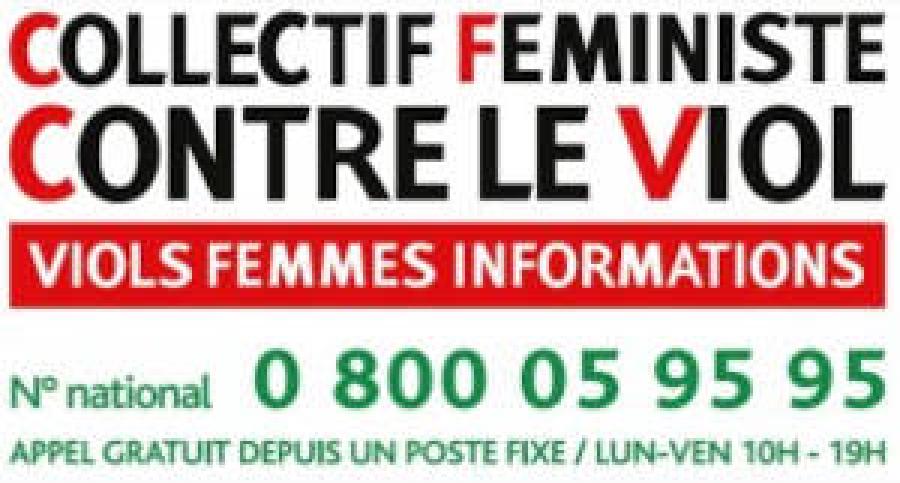 COLLECTIF FEMINISTE
CONTRE LE VIOL
VIOLS FEMMES INFORMATIONS
N° national 0 800 05 95 95
APPEL GRATUIT DEPUIS UN POSTE FIXE / LUN-VEN 10H - 19H